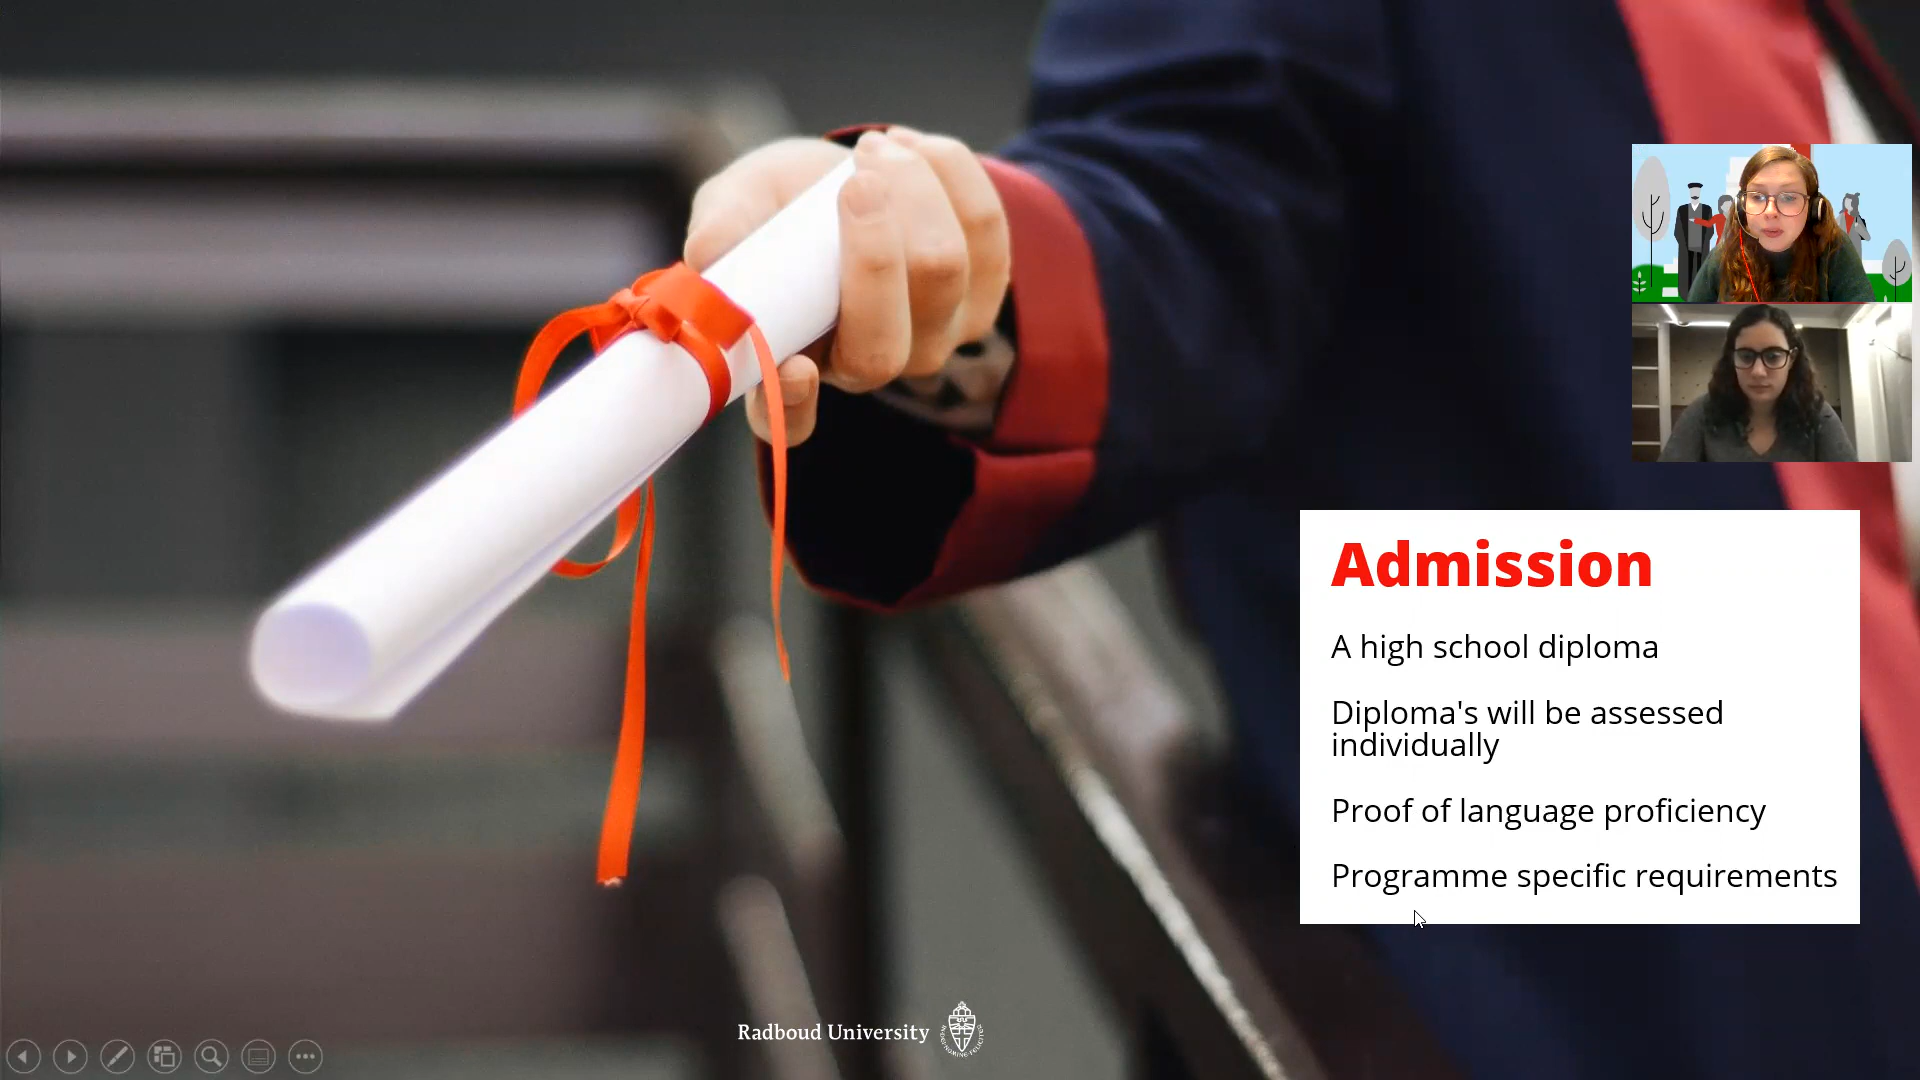 Admission
A high school diploma
Diploma's will be assessed
individually
Proof of language proficiency
Programme specific requirements
Radboud University